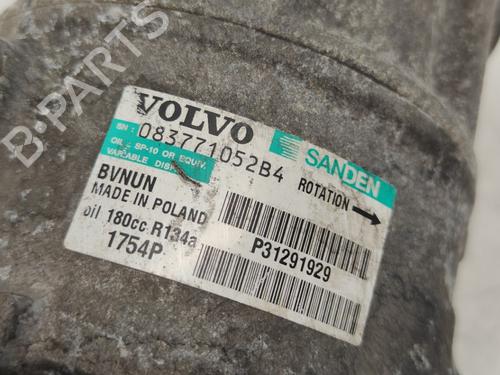 VOLVO
SANDEN
SN: 083771052B4
OIL: SP-10 OR EQUIV.
VARIABLE DISP.
ROTATION
BVNUN
MADE IN POLAND
oil 180cc R134a
1754P
P31291929
B-PARTS